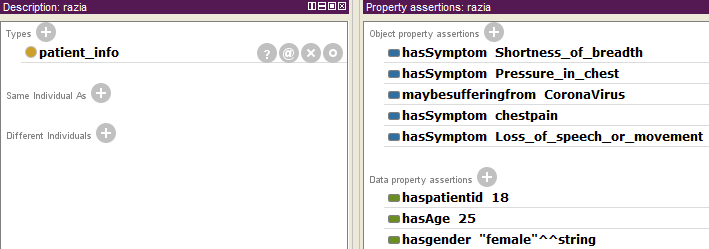 Description: razia
Types
patient_info
? @
Same Individual As
Different Individuals
Property assertions: razia
Object property assertions
hasSymptom Shortness_of_breadth
hasSymptom Pressure_in_chest
maybesufferingfrom CoronaVirus
hasSymptom chestpain
hasSymptom Loss_of_speech_or_movement
Data property assertions
haspatientid 18
hasAge 25
hasgender "female"^^string